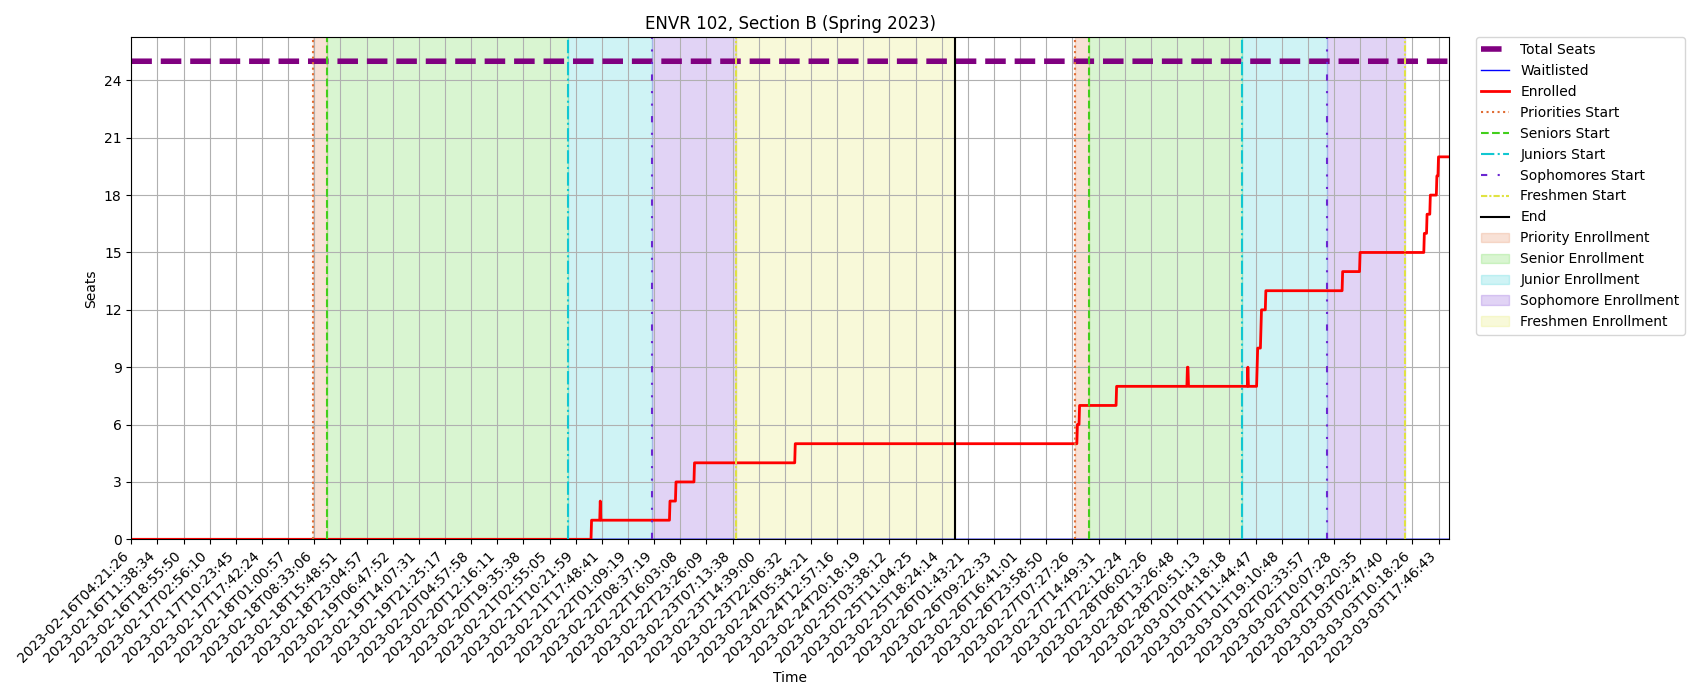 ENVR 102, Section B (Spring 2023)
Seats
24
21
18
15
12
9
6
3
0
2023-02-16T04:21:26
2023-02-16T11:38:34
2023-02-16T18:55:50
2023-02-17T02:56:10
2023-02-17T10:23:45
2023-02-17T17:42:24
2023-02-18T01:00:57
2023-02-18T08:33:06
2023-02-18T15:48:51
2023-02-18T23:04:57
2023-02-19T06:47:52
2023-02-19T14:07:31
2023-02-19T21:25:17
2023-02-20T04:57:58
2023-02-20T12:16:11
2023-02-20T19:35:38
2023-02-21T02:55:05
2023-02-21T10:21:59
2023-02-21T17:48:41
2023-02-22T01:09:19
2023-02-22T08:37:19
2023-02-22T16:03:08
2023-02-22T23:26:09
2023-02-23T07:13:38
2023-02-23T14:39:00
2023-02-23T22:06:32
2023-02-24T05:34:21
2023-02-24T12:57:16
2023-02-24T20:18:19
2023-02-25T03:38:12
2023-02-25T11:04:25
2023-02-25T18:24:14
2023-02-26T01:43:21
2023-02-26T09:22:33
2023-02-26T16:41:01
2023-02-26T23:58:50
2023-02-27T07:27:26
2023-02-27T14:49:31
2023-02-27T22:12:24
2023-02-28T06:02:26
2023-02-28T13:26:48
2023-02-28T20:51:13
2023-03-01T04:18:18
2023-03-01T11:44:47
2023-03-01T19:10:48
2023-03-02T02:33:57
2023-03-02T10:07:28
2023-03-02T19:20:35
2023-03-03T02:47:40
2023-03-03T10:18:26
2023-03-03T17:46:43
Time
Total Seats
Waitlisted
Enrolled
Priorities Start
Seniors Start
Juniors Start
Sophomores Start
Freshmen Start
End
Priority Enrollment
Senior Enrollment
Junior Enrollment
Sophomore Enrollment
Freshmen Enrollment